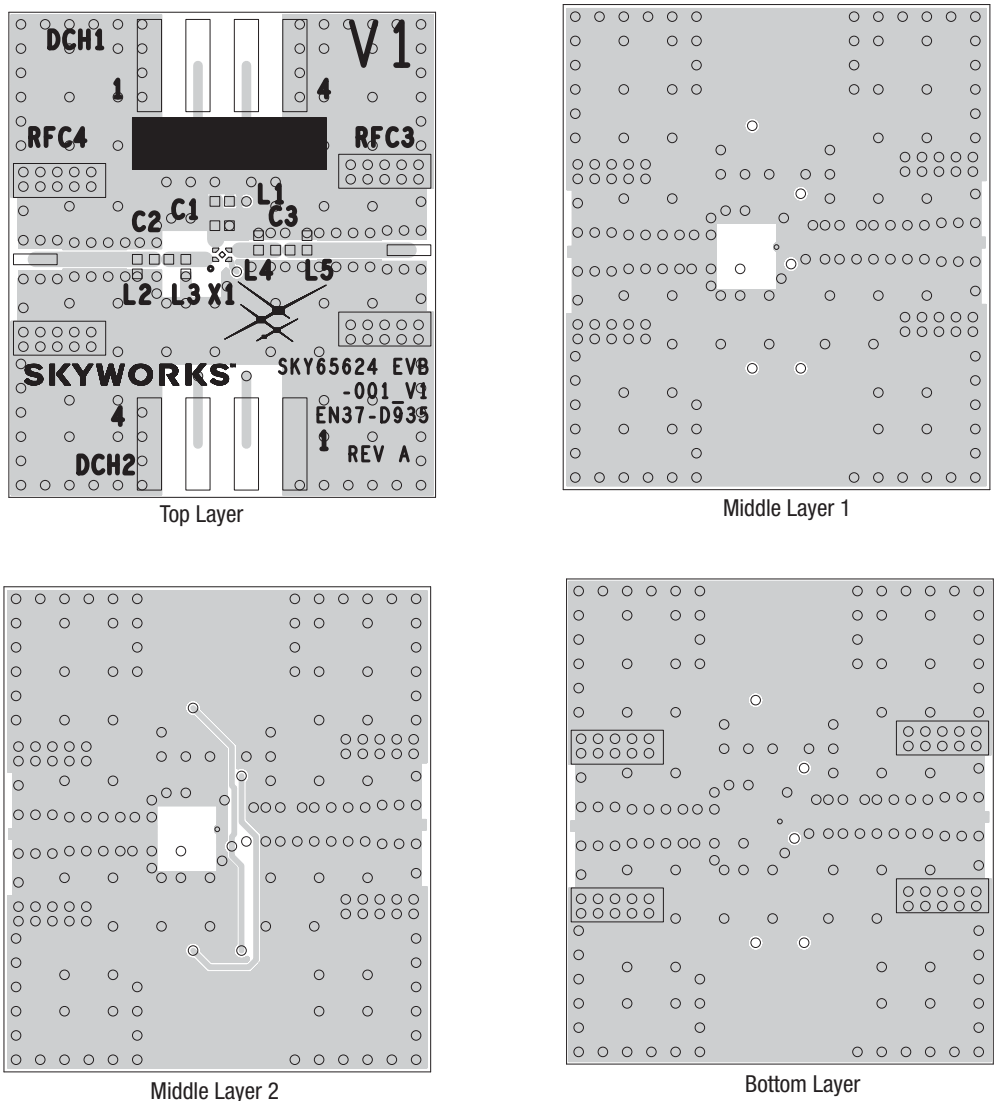 DCH1
V1
1
4
RFC4
RFC3
L1
C1
C3
C2
L4
L5
L2
L3
X1
SKYWORKS
SKY65624 EVB
-001_V1
EN37-D935
4
1
REV A
DCH2
Top Layer
Middle Layer 1
Middle Layer 2
Bottom Layer